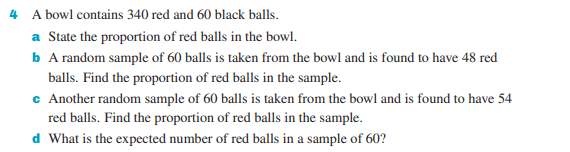 4 A bowl contains 340 red and 60 black balls.
a State the proportion of red balls in the bowl.
b A random sample of 60 balls is taken from the bowl and is found to have 48 red
balls. Find the proportion of red balls in the sample.
c Another random sample of 60 balls is taken from the bowl and is found to have 54
red balls. Find the proportion of red balls in the sample.
d What is the expected number of red balls in a sample of 60?